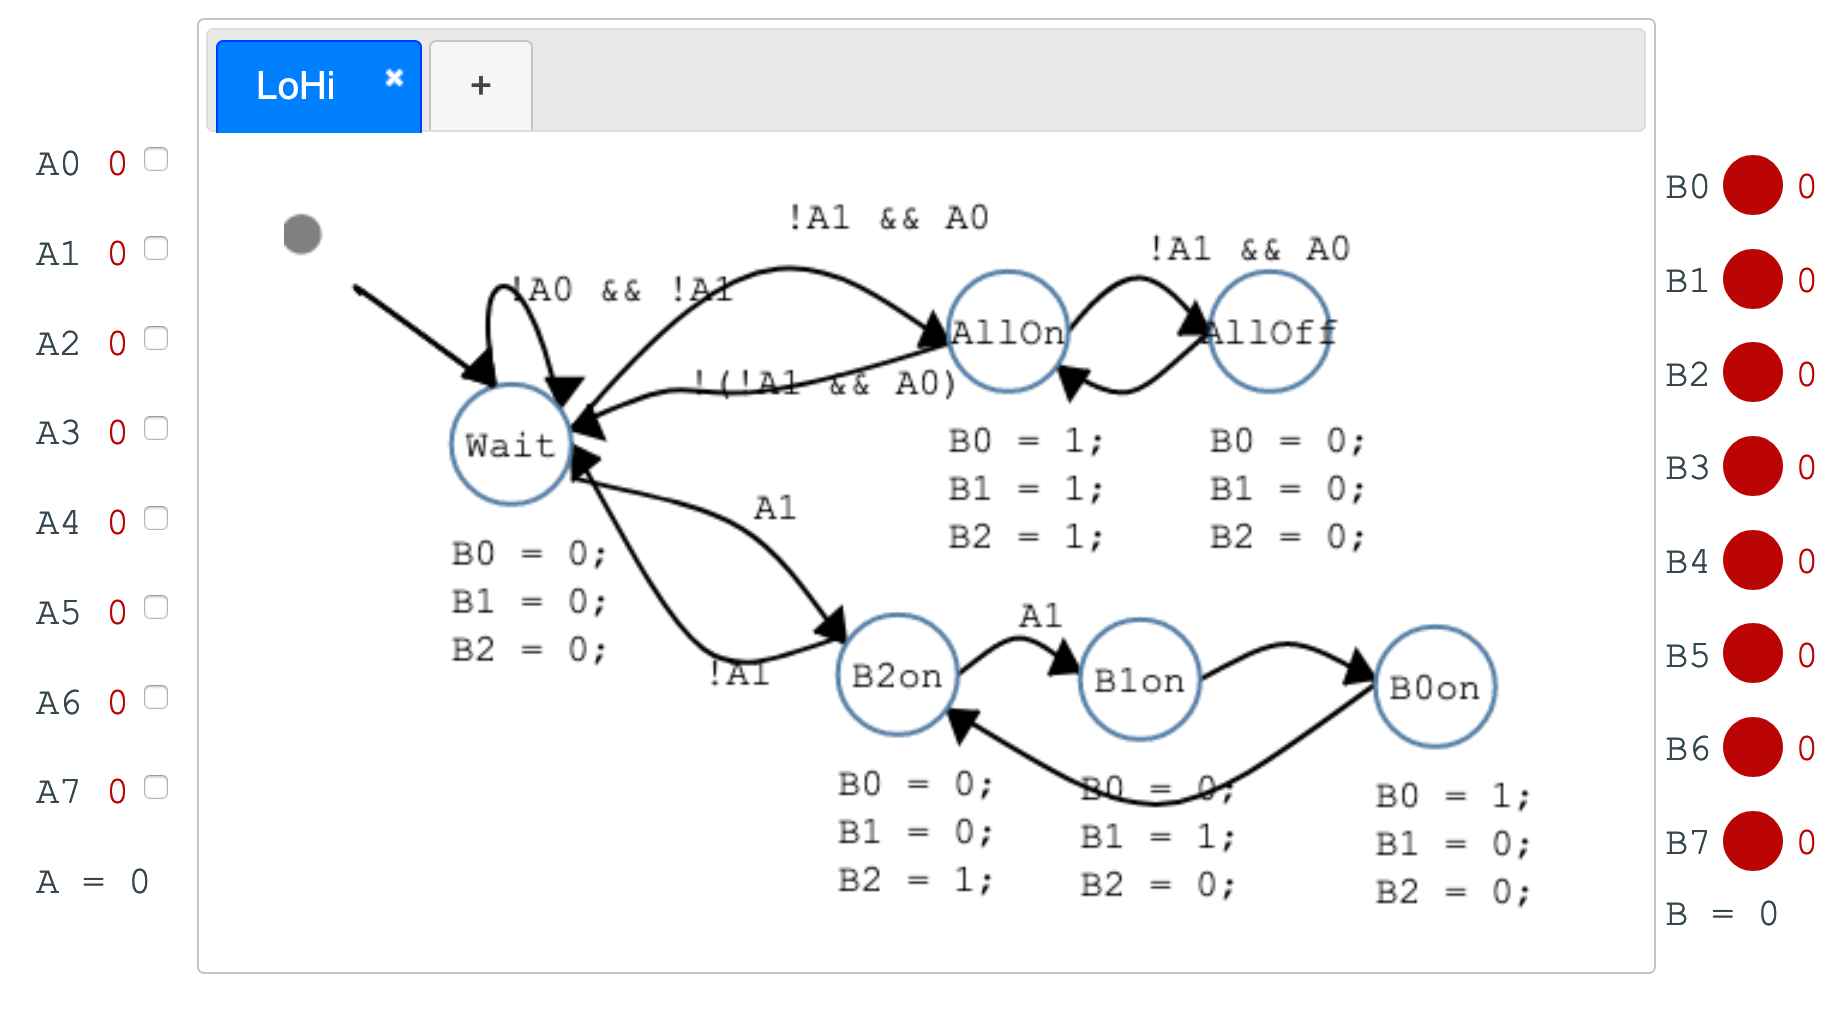 LoHi ×
+
A0 0
A1 0
A2 0
A3 0
A4 0
A5 0
A6 0
A7 0
A = 0
!A1 && A0
!A1 && A0
!A0 && !A1
AllOn
AllOff
!(!A1 && A0)
Wait
B0 = 1;
B1 = 1;
B2 = 1;
B0 = 0;
B1 = 0;
B2 = 0;
A1
B0 = 0;
B1 = 0;
B2 = 0;
!A1
A1
B2on
B1on
B0on
B0 = 0;
B1 = 0;
B2 = 1;
B0 = 0;
B1 = 1;
B2 = 0;
B0 = 1;
B1 = 0;
B2 = 0;
B0 0
B1 0
B2 0
B3 0
B4 0
B5 0
B6 0
B7 0
B = 0